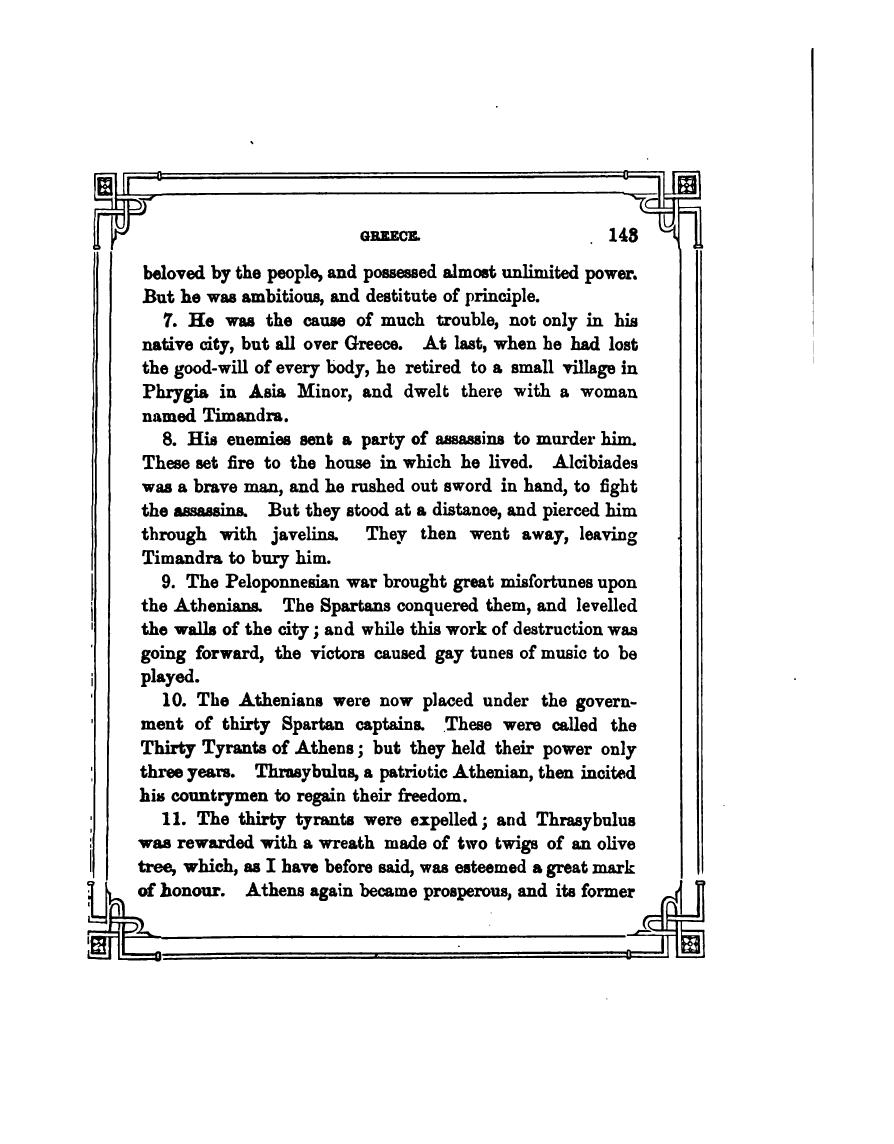 GREECE. 143
beloved by the people, and possessed almost unlimited power.
But he was ambitious, and destitute of principle.
7. He was the cause of much trouble, not only in his
native city, but all over Greece. At last, when he had lost
the good-will of every body, he retired to a small village in
Phrygia in Asia Minor, and dwelt there with a woman
named Timandra.
8. His enemies sent a party of assassins to murder him.
These set fire to the house in which he lived. Alcibiades
was a brave man, and he rushed out sword in hand, to fight
the assassins. But they stood at a distance, and pierced him
through with javelins. They then went away, leaving
Timandra to bury him.
9. The Peloponnesian war brought great misfortunes upon
the Athenians. The Spartans conquered them, and levelled
the walls of the city; and while this work of destruction was
going forward, the victors caused gay tunes of music to be
played.
10. The Athenians were now placed under the govern-
ment of thirty Spartan captains. These were called the
Thirty Tyrants of Athens; but they held their power only
three years. Thrasybulus, a patriotic Athenian, then incited
his countrymen to regain their freedom.
11. The thirty tyrants were expelled; and Thrasybulus
was rewarded with a wreath made of two twigs of an olive
tree, which, as I have before said, was esteemed a great mark
of honour. Athens again became prosperous, and its former